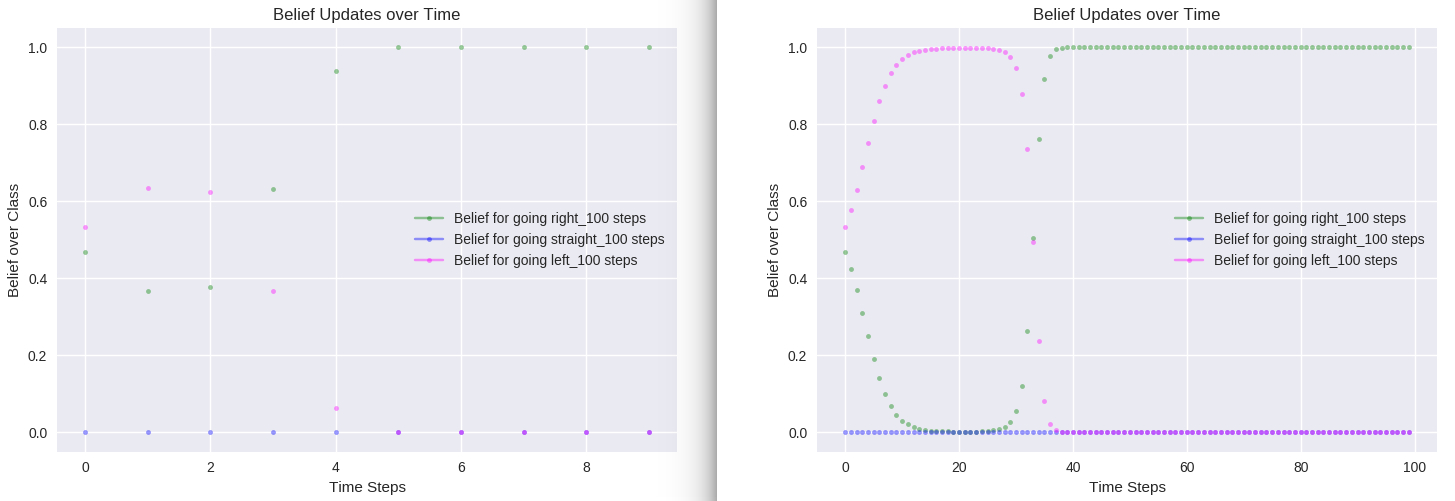 Belief Updates over Time
Belief over Class
1.0
0.8
0.6
0.4
0.2
0.0
Belief for going right_100 steps
Belief for going straight_100 steps
Belief for going left_100 steps
0 2 4 6 8
Time Steps
Belief Updates over Time
Belief over Class
1.0
0.8
0.6
0.4
0.2
0.0
Belief for going right_100 steps
Belief for going straight_100 steps
Belief for going left_100 steps
0 20 40 60 80 100
Time Steps